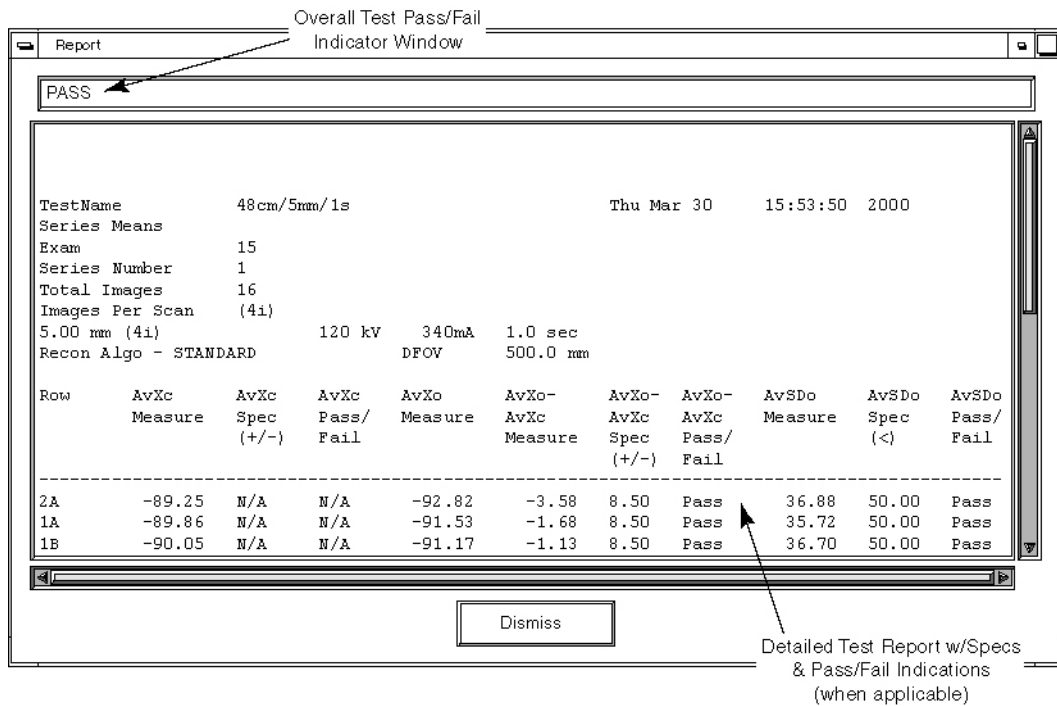 Overall Test Pass/Fail
Indicator Window
Report
PASS
TestName 48cm/5mm/1s Thu Mar 30 15:53:50 2000
Series Means
Exam 15
Series Number 1
Total Images 16
Images Per Scan (4i)
5.00 mm (4i) 120 kV 340mA 1.0 sec
Recon Algo - STANDARD DFOV 500.0 mm
Row AvXc AvXc AvXc AvXo AvXo- AvXo- AvXo- AvSDo AvSDo AvSDo
Measure Spec Pass/ Measure AvXc AvXc AvXc Measure Spec Pass/
(+/-) Fail Measure Spec Pass/ (<) Fail
(+/-) Fail
2A -89.25 N/A N/A -92.82 -3.58 8.50 Pass 36.88 50.00 Pass
1A -89.86 N/A N/A -91.53 -1.68 8.50 Pass 35.72 50.00 Pass
1B -90.05 N/A N/A -91.17 -1.13 8.50 Pass 36.70 50.00 Pass
Dismiss
Detailed Test Report w/Specs
& Pass/Fail Indications
(when applicable)